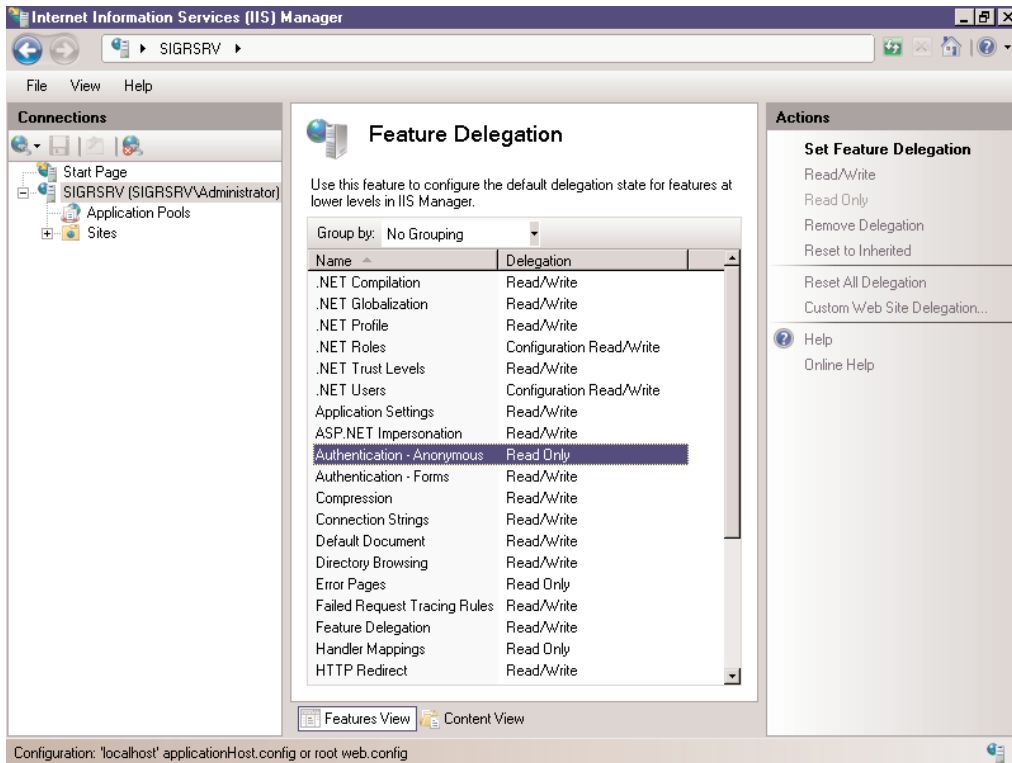 Internet Information Services (IIS) Manager
SIGRSRV
File View Help
Connections
Start Page
SIGRSRV (SIGRSRV\Administrator)
Application Pools
Sites
Feature Delegation
Use this feature to configure the default delegation state for features at
lower levels in IIS Manager.
Group by: No Grouping
Name Delegation
.NET Compilation Read/Write
.NET Globalization Read/Write
.NET Profile Read/Write
.NET Roles Configuration Read/Write
.NET Trust Levels Read/Write
.NET Users Configuration Read/Write
Application Settings Read/Write
ASP.NET Impersonation Read/Write
Authentication - Anonymous Read Only
Authentication - Forms Read/Write
Compression Read/Write
Connection Strings Read/Write
Default Document Read/Write
Directory Browsing Read/Write
Error Pages Read Only
Failed Request Tracing Rules Read/Write
Feature Delegation Read/Write
Handler Mappings Read Only
HTTP Redirect Read/Write
Features View Content View
Actions
Set Feature Delegation
Read/Write
Read Only
Remove Delegation
Reset to Inherited
Reset All Delegation
Custom Web Site Delegation...
Help
Online Help
Configuration: 'localhost' applicationHost.config or root web.config